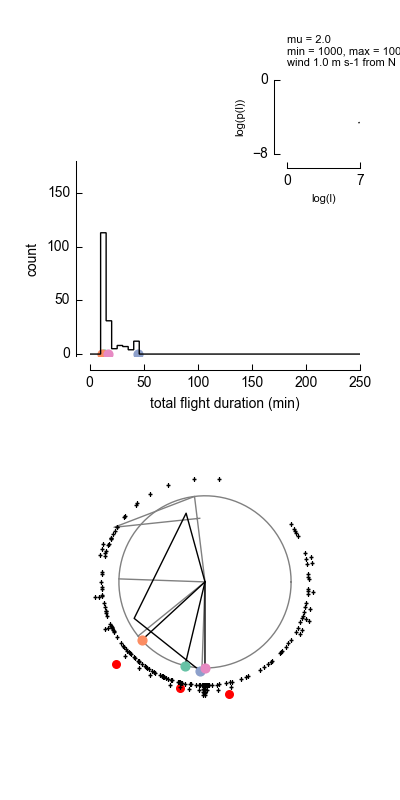 mu = 2.0
min = 1000, max = 100
wind 1.0 m s-1 from N
0
log(p(l))
−8
0 7
log(l)
150
count
100
50
0
0 50 100 150 200 250
total flight duration (min)